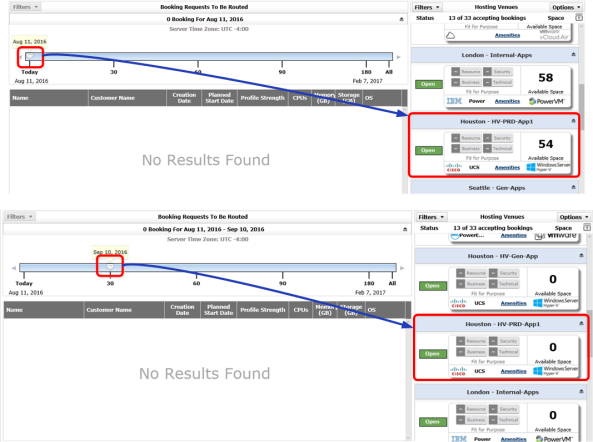 Filters
Booking Requests To Be Routed
0 Booking For Aug 11, 2016
Server Time Zone: UTC -4:00
Aug 11, 2016
Today
30
60
90
180
All
Aug 11, 2016
Feb 7, 2017
Name
Customer Name
Creation Date
Planned Start Date
Profile Strength
CPUs
Memory (GB)
Storage (GB)
OS
No Results Found
Filters
Hosting Venues
Options
Status
13 of 33 accepting bookings
Space
Fit for Purpose
Available Space
Amenities
vmware
vCloud Air
London - Internal-Apps
Open
Resource
Security
Business
Technical
Fit for Purpose
58
Available Space
IBM
Power
Amenities
PowerVM
Houston - HV-PRD-App1
Open
Resource
Security
Business
Technical
Fit for Purpose
54
Available Space
CISCO
UCS
Amenities
WindowsServer
Hyper-V
Seattle - Gen-Apps
Filters
Booking Requests To Be Routed
0 Booking For Aug 11, 2016 - Sep 10, 2016
Server Time Zone: UTC -4:00
Sep 10, 2016
Today
30
60
90
180
All
Aug 11, 2016
Feb 7, 2017
Name
Customer Name
Creation Date
Planned Start Date
Profile Strength
CPUs
Memory (GB)
Storage (GB)
OS
No Results Found
Filters
Hosting Venues
Options
Status
13 of 33 accepting bookings
Space
Powert...
Amenities
vmware
Houston - HV-Gen-App
Open
Resource
Security
Business
Technical
Fit for Purpose
0
Available Space
CISCO
UCS
Amenities
WindowsServer
Hyper-V
Houston - HV-PRD-App1
Open
Resource
Security
Business
Technical
Fit for Purpose
0
Available Space
CISCO
UCS
Amenities
WindowsServer
Hyper-V
London - Internal-Apps
Open
Resource
Security
Business
Technical
Fit for Purpose
0
Available Space
IBM
Power
Amenities
PowerVM